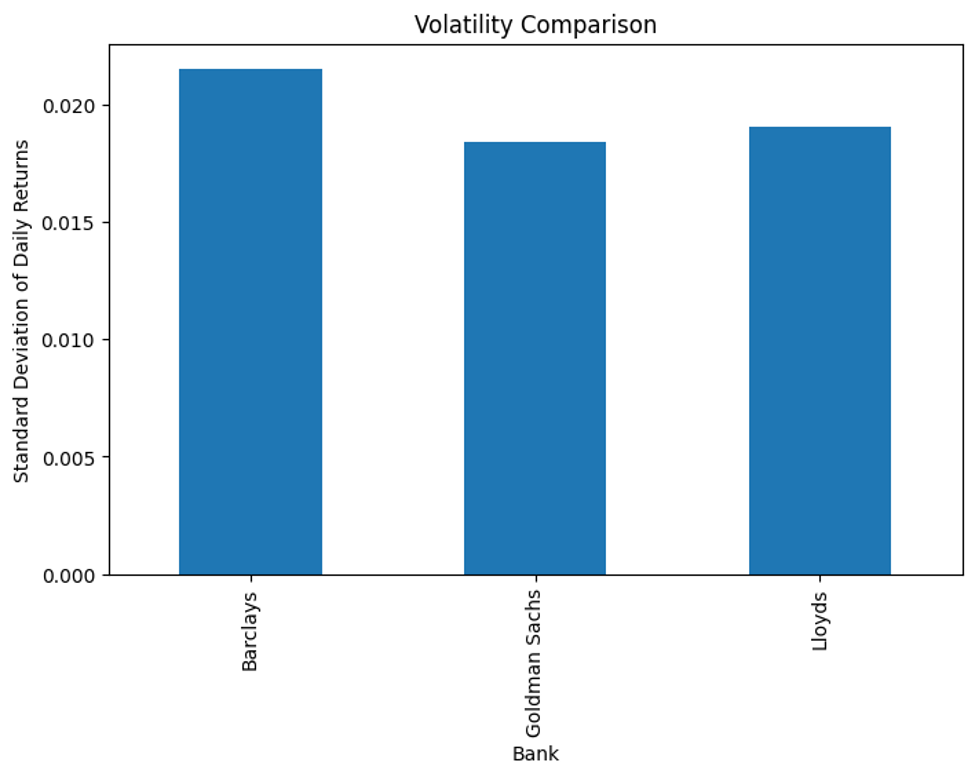 Volatility Comparison
Standard Deviation of Daily Returns
0.020
0.015
0.010
0.005
0.000
Barclays
Goldman Sachs
Lloyds
Bank